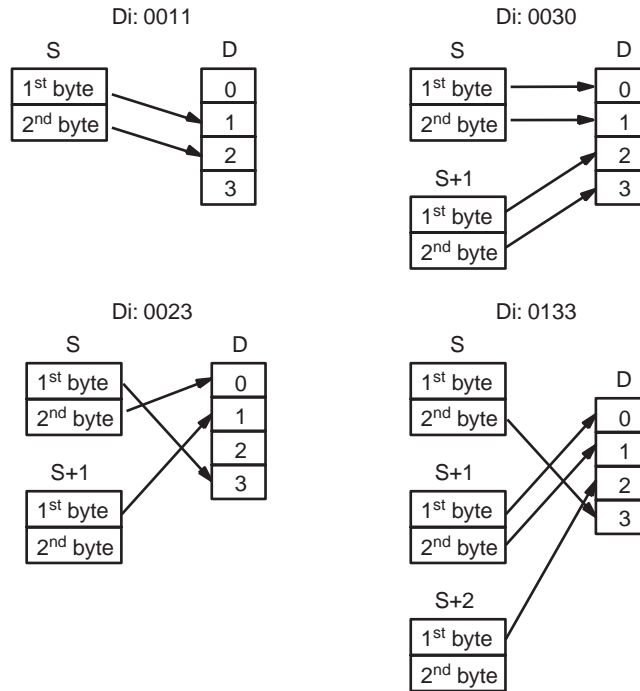 Di: 0011
S
D
1st byte
2nd byte
0
1
2
3
Di: 0030
S
D
1st byte
2nd byte
S+1
1st byte
2nd byte
0
1
2
3
Di: 0023
S
D
1st byte
2nd byte
S+1
1st byte
2nd byte
0
1
2
3
Di: 0133
S
D
1st byte
2nd byte
S+1
1st byte
2nd byte
S+2
1st byte
2nd byte
0
1
2
3